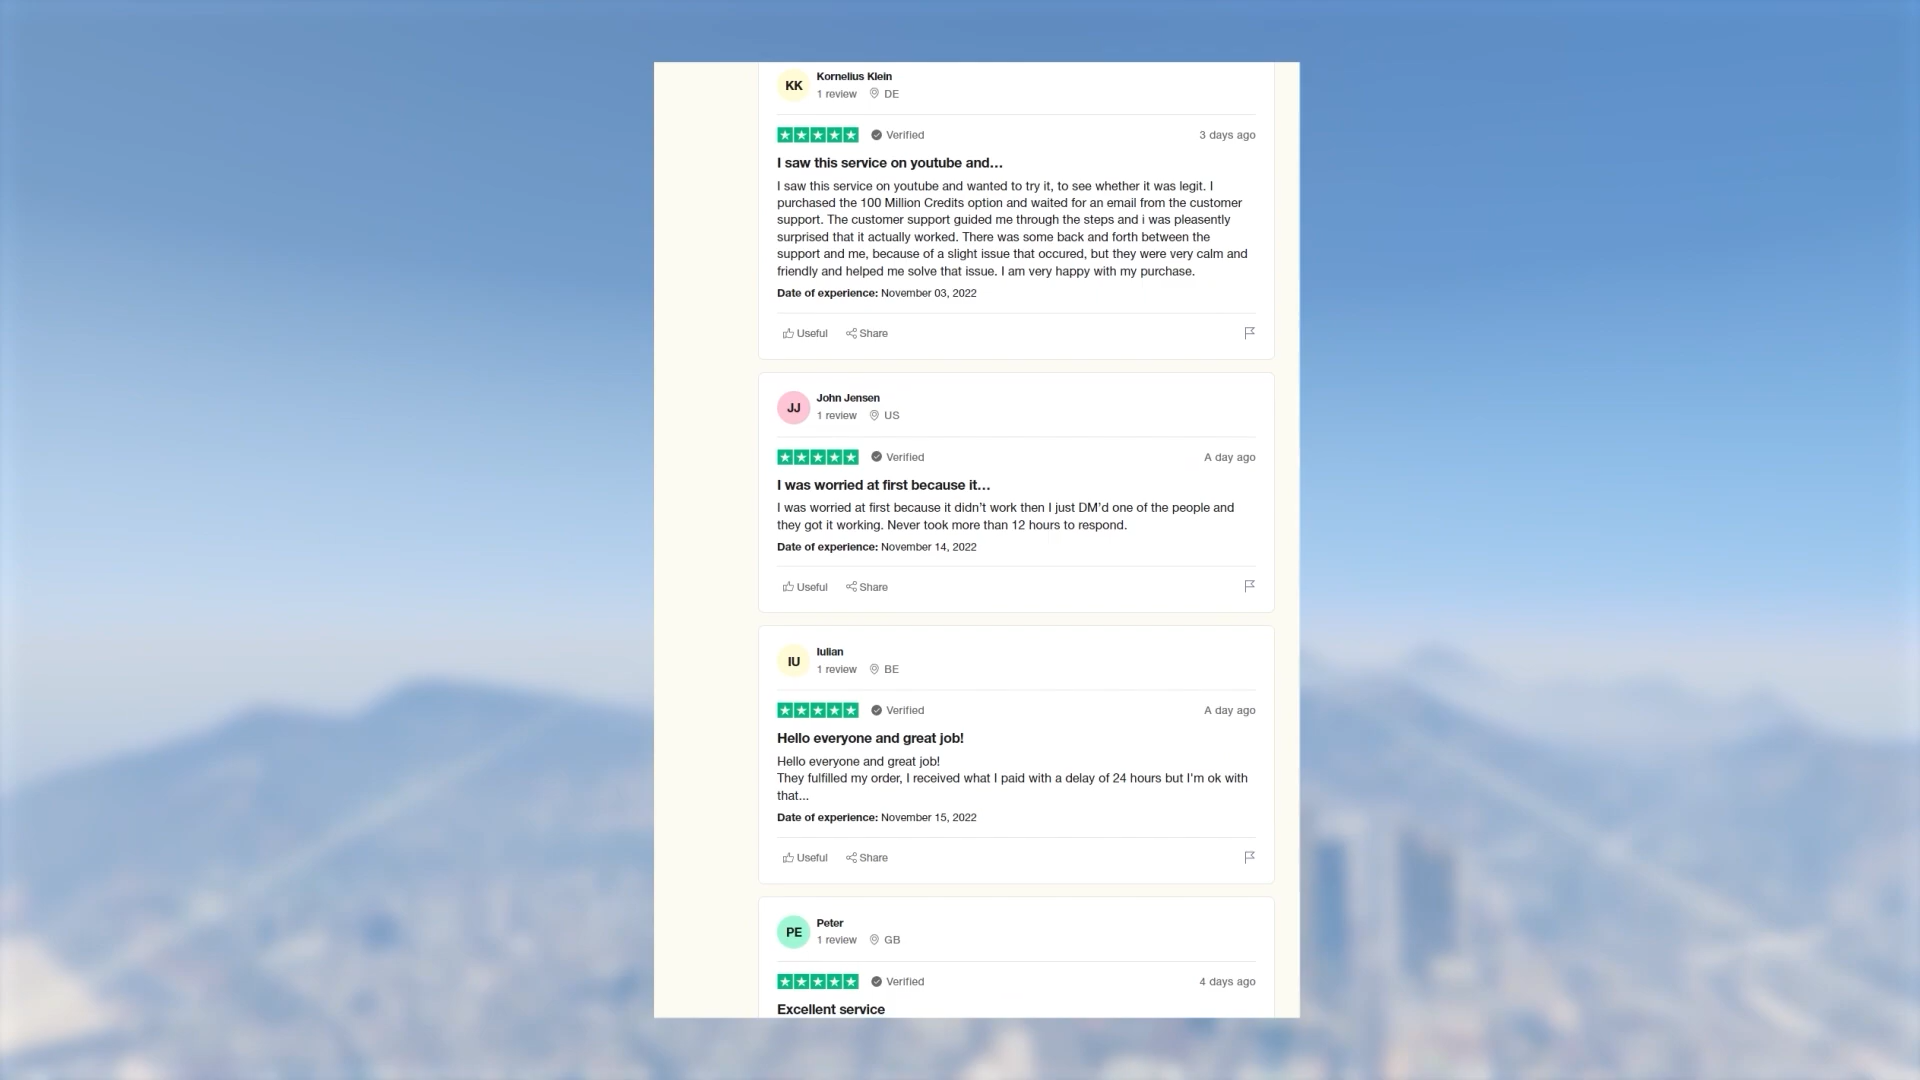 KK
Kornelius Klein
1 review DE
Verified 3 days ago
I saw this service on youtube and…
I saw this service on youtube and wanted to try it, to see whether it was legit. I
purchased the 100 Million Credits option and waited for an email from the customer
support. The customer support guided me through the steps and i was pleasently
surprised that it actually worked. There was some back and forth between the
support and me, because of a slight issue that occured, but they were very calm and
friendly and helped me solve that issue. I am very happy with my purchase.
Date of experience: November 03, 2022
Useful Share
JJ
John Jensen
1 review US
Verified A day ago
I was worried at first because it…
I was worried at first because it didn’t work then I just DM’d one of the people and
they got it working. Never took more than 12 hours to respond.
Date of experience: November 14, 2022
Useful Share
IU
Iulian
1 review BE
Verified A day ago
Hello everyone and great job!
Hello everyone and great job!
They fulfilled my order, I received what I paid with a delay of 24 hours but I'm ok with
that...
Date of experience: November 15, 2022
Useful Share
PE
Peter
1 review GB
Verified 4 days ago
Excellent service